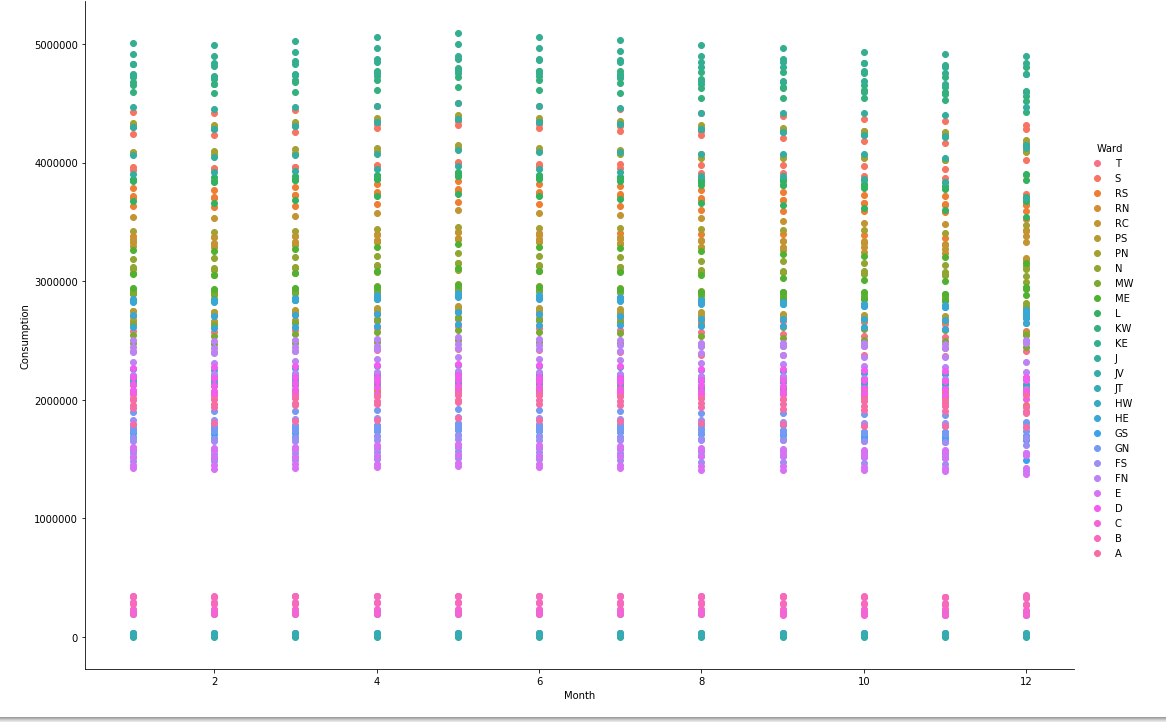 5000000
4000000
3000000
2000000
1000000
0
Consumption
2 4 6 8 10 12
Month
Ward
T
S
RS
RN
RC
PS
PN
N
MW
ME
L
KW
KE
J
JV
JT
HW
HE
GS
GN
FS
FN
E
D
C
B
A